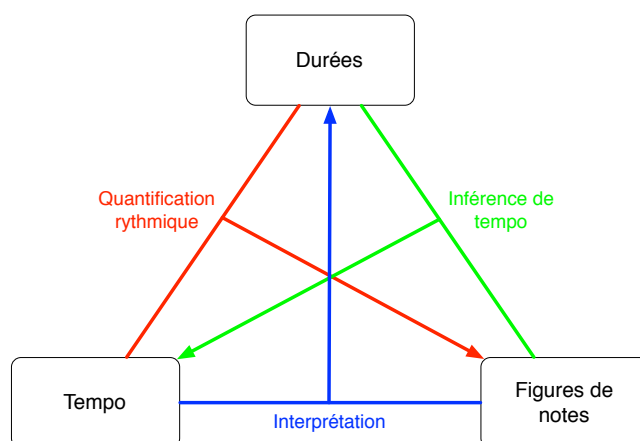 Durées
Quantification
rythmique
Inférence de
tempo
Tempo
Figures de
notes
Interprétation